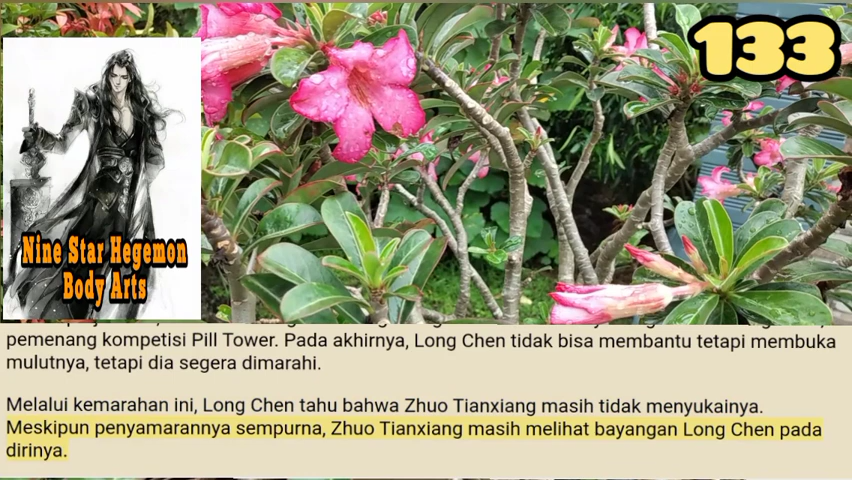 133
Nine Star Hegemon
Body Arts
pemenang kompetisi Pill Tower. Pada akhirnya, Long Chen tidak bisa membantu tetapi membuka
mulutnya, tetapi dia segera dimarahi.
Melalui kemarahan ini, Long Chen tahu bahwa Zhuo Tianxiang masih tidak menyukainya.
Meskipun penyamarannya sempurna, Zhuo Tianxiang masih melihat bayangan Long Chen pada
dirinya.